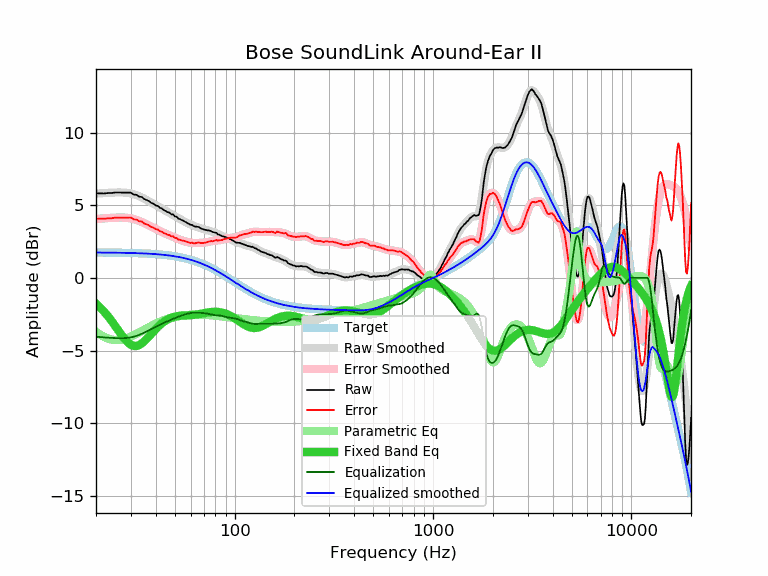 Bose SoundLink Around-Ear II
Amplitude (dBr)
10
5
0
−5
−10
−15
Target
Raw Smoothed
Error Smoothed
Raw
Error
Parametric Eq
Fixed Band Eq
Equalization
Equalized smoothed
100 1000 10000
Frequency (Hz)